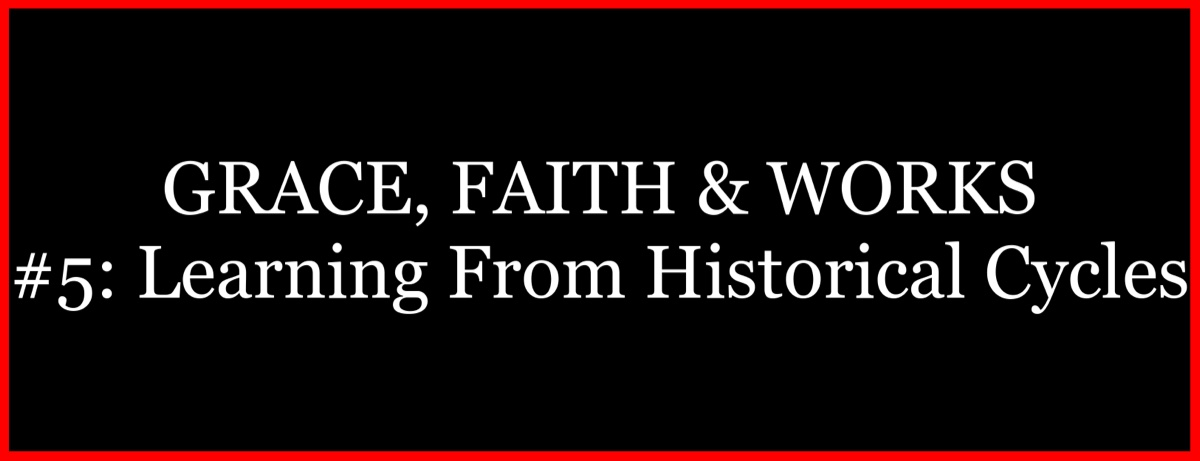 GRACE, FAITH & WORKS
#5: Learning From Historical Cycles